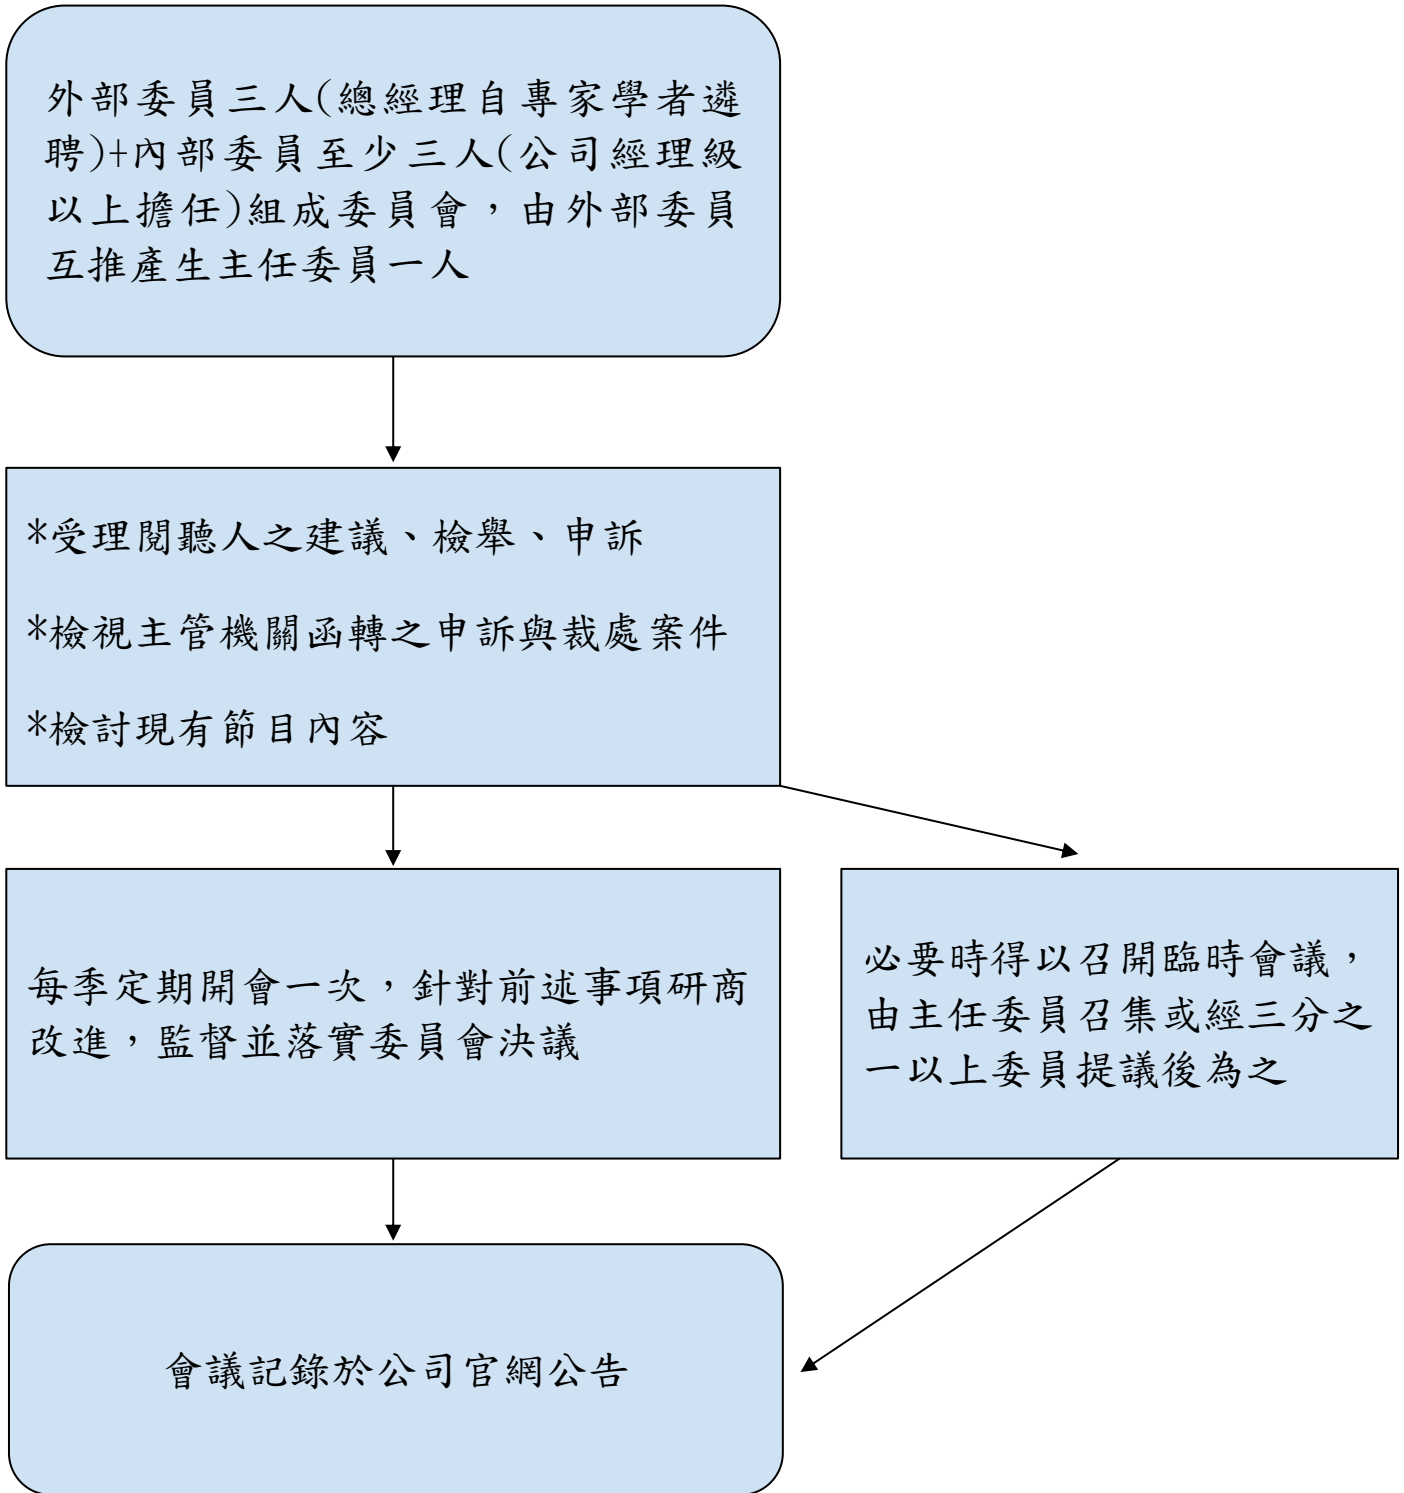 外部委員三人(總經理自專家學者遴
聘)+內部委員至少三人(公司經理級
以上擔任)組成委員會，由外部委員
互推產生主任委員一人
*受理閱聽人之建議、檢舉、申訴
*檢視主管機關函轉之申訴與裁處案件
*檢討現有節目內容
每季定期開會一次，針對前述事項研商
改進，監督並落實委員會決議
必要時得以召開臨時會議，
由主任委員召集或經三分之
一以上委員提議後為之
會議記錄於公司官網公告